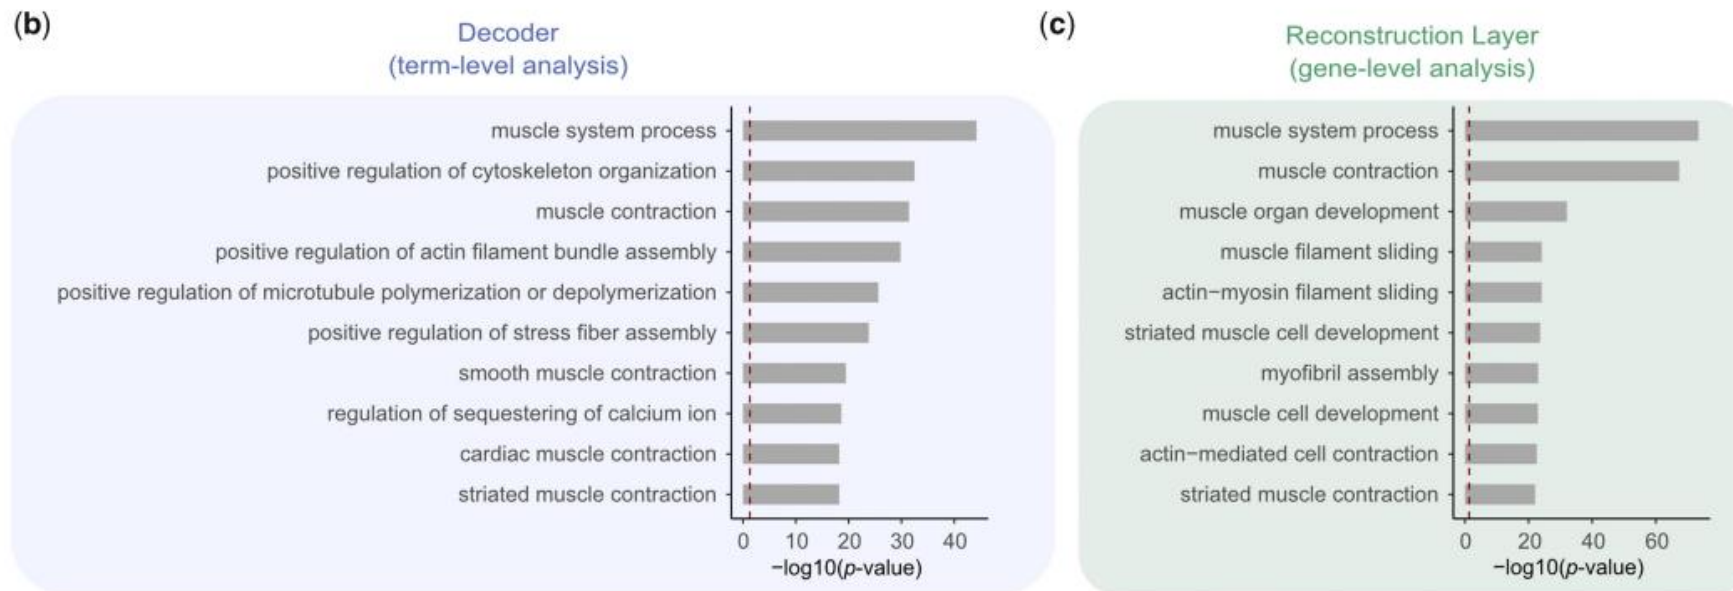 (b)
Decoder
(term-level analysis)
muscle system process
positive regulation of cytoskeleton organization
muscle contraction
positive regulation of actin filament bundle assembly
positive regulation of microtubule polymerization or depolymerization
positive regulation of stress fiber assembly
smooth muscle contraction
regulation of sequestering of calcium ion
cardiac muscle contraction
striated muscle contraction
0 10 20 30 40
−log10(p-value)
(c)
Reconstruction Layer
(gene-level analysis)
muscle system process
muscle contraction
muscle organ development
muscle filament sliding
actin−myosin filament sliding
striated muscle cell development
myofibril assembly
muscle cell development
actin−mediated cell contraction
striated muscle contraction
0 20 40 60
−log10(p-value)